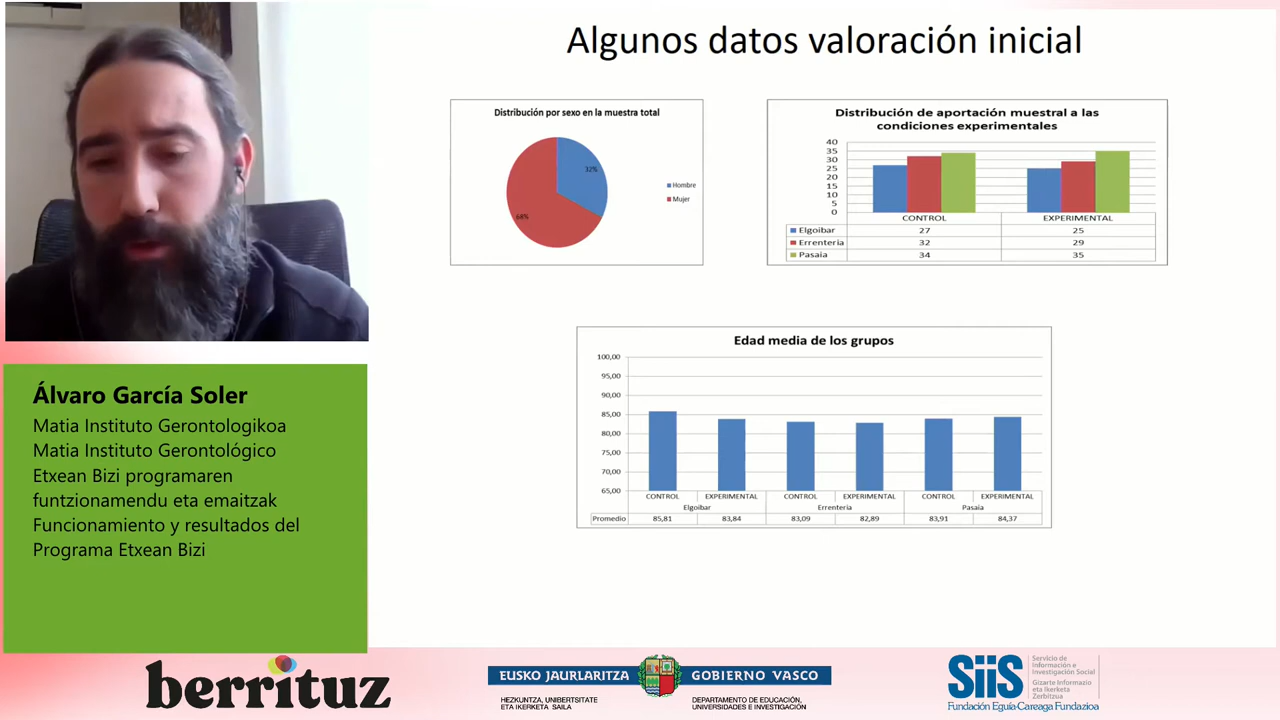 Algunos datos valoración inicial
Distribución por sexo en la muestra total
32%
68%
Hombre
Mujer
Distribución de aportación muestral a las
condiciones experimentales
40
35
30
25
20
15
10
5
0
CONTROL EXPERIMENTAL
Elgoibar 27 25
Errenteria 32 29
Pasaia 34 35
Edad media de los grupos
100,00
95,00
90,00
85,00
80,00
75,00
70,00
65,00
CONTROL EXPERIMENTAL CONTROL EXPERIMENTAL CONTROL EXPERIMENTAL
Elgoibar Errenteria Pasaia
Promedio 85,81 83,84 83,09 82,89 83,91 84,37
Álvaro García Soler
Matia Instituto Gerontologikoa
Matia Instituto Gerontológico
Etxean Bizi programaren
funtzionamendu eta emaitzak
Funcionamiento y resultados del
Programa Etxean Bizi
berrituz
EUSKO JAURLARITZA GOBIERNO VASCO
HEZKUNTZA, UNIBERTSITATE
ETA IKERKETA SAILA
DEPARTAMENTO DE EDUCACIÓN,
UNIVERSIDADES E INVESTIGACIÓN
SiiS
Servicio de
Información e
Investigación Social
Gizarte Informazio
eta Ikerketa
Zerbitzua
Fundación Eguía-Careaga Fundazioa